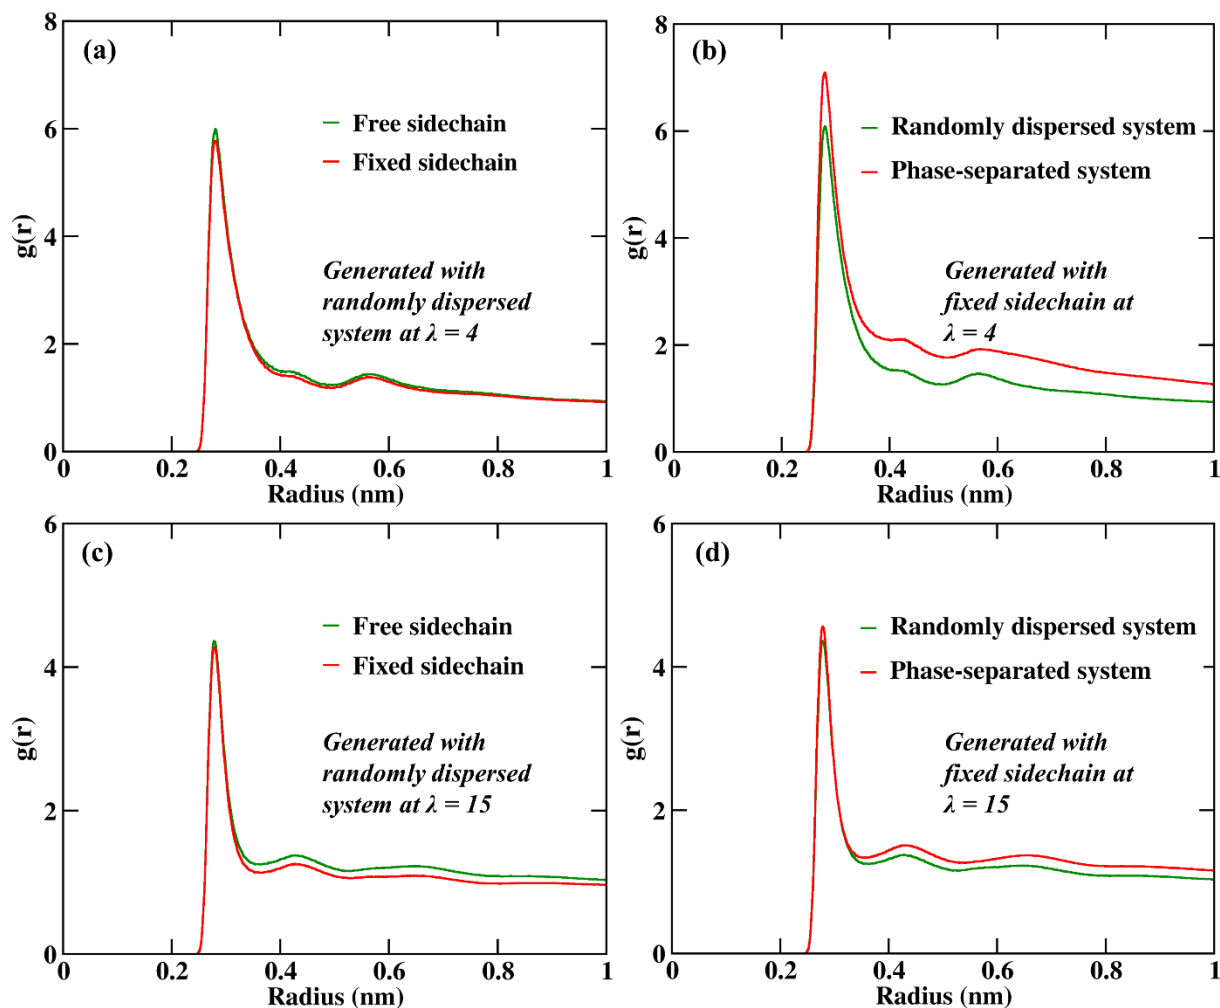 (a)
8
6
4
2
0
g(r)
Free sidechain
Fixed sidechain
Generated with
randomly dispersed
system at λ = 4
0 0.2 0.4 0.6 0.8 1
Radius (nm)
(b)
8
6
4
2
0
g(r)
Randomly dispersed system
Phase-separated system
Generated with
fixed sidechain at
λ = 4
0 0.2 0.4 0.6 0.8 1
Radius (nm)
(c)
6
4
2
0
g(r)
Free sidechain
Fixed sidechain
Generated with
randomly dispersed
system at λ = 15
0 0.2 0.4 0.6 0.8 1
Radius (nm)
(d)
6
4
2
0
g(r)
Randomly dispersed system
Phase-separated system
Generated with
fixed sidechain at
λ = 15
0 0.2 0.4 0.6 0.8 1
Radius (nm)